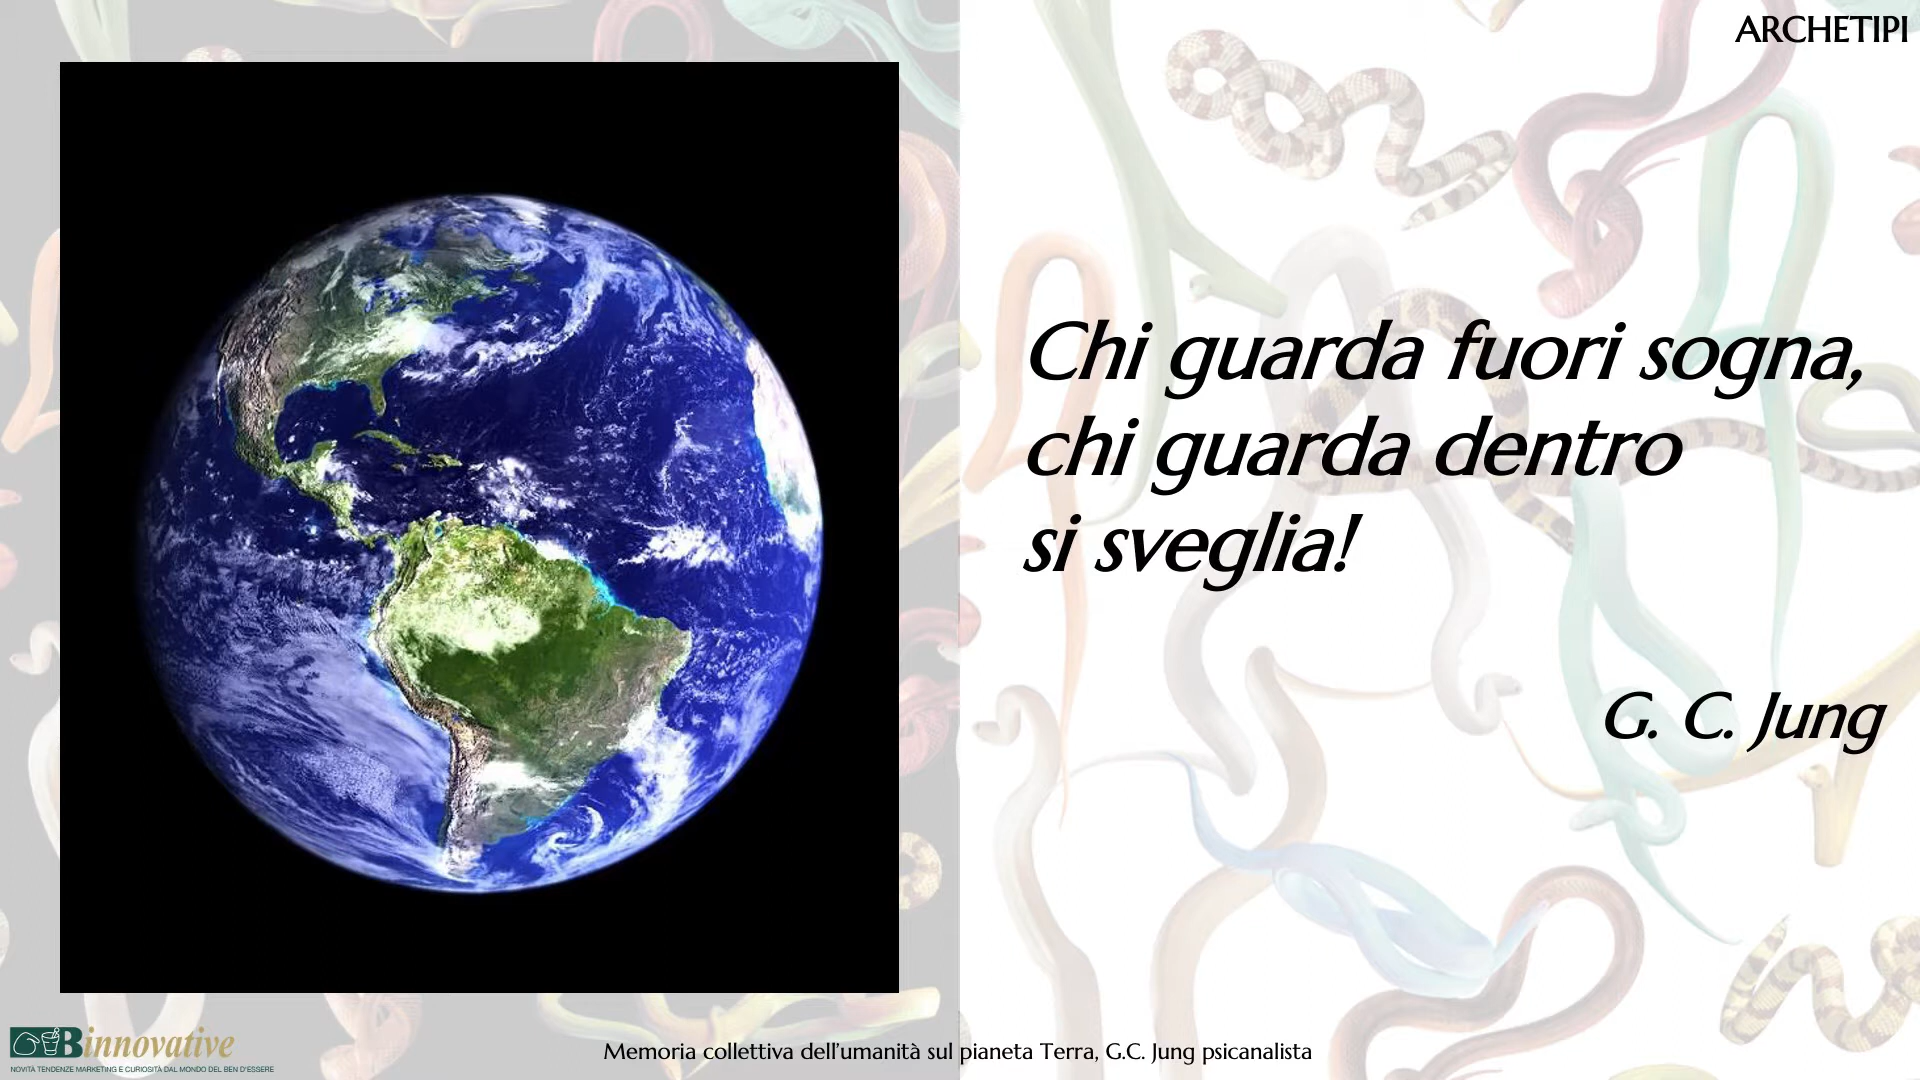 ARCHETIPI
Chi guarda fuori sogna,
chi guarda dentro
si sveglia!
G. C. Jung
Binnovative
NOVITÀ TENDENZE MARKETING E CURIOSITÀ DAL MONDO DEL BEN D'ESSERE
Memoria collettiva dell'umanità sul pianeta Terra, G.C. Jung psicanalista